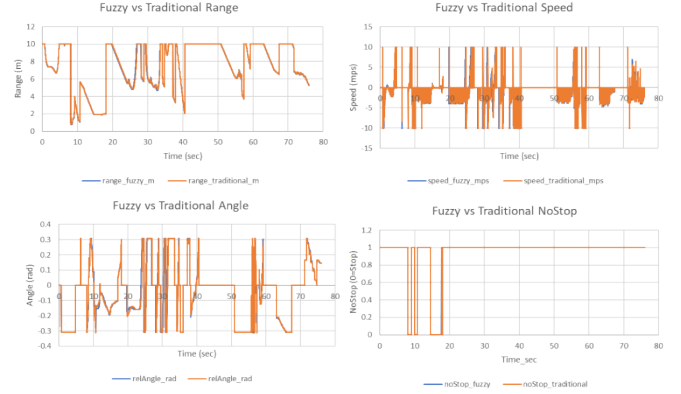 Fuzzy vs Traditional Range
12
10
8
6
4
2
0
0 10 20 30 40 50 60 70 80
Range (m)
Time (sec)
range_fuzzy_m range_traditional_m
Fuzzy vs Traditional Speed
15
10
5
0
-5
-10
-15
0 10 20 30 40 50 60 70 80
Speed (mps)
Time (sec)
speed_fuzzy_mps speed_traditional_mps
Fuzzy vs Traditional Angle
0.4
0.3
0.2
0.1
0
-0.1
-0.2
-0.3
-0.4
0 10 20 30 40 50 60 70 80
Angle (rad)
Time (sec)
relAngle_rad relAngle_rad
Fuzzy vs Traditional NoStop
1.2
1
0.8
0.6
0.4
0.2
0
0 10 20 30 40 50 60 70 80
NoStop (0=Stop)
Time_sec
noStop_fuzzy noStop_traditional